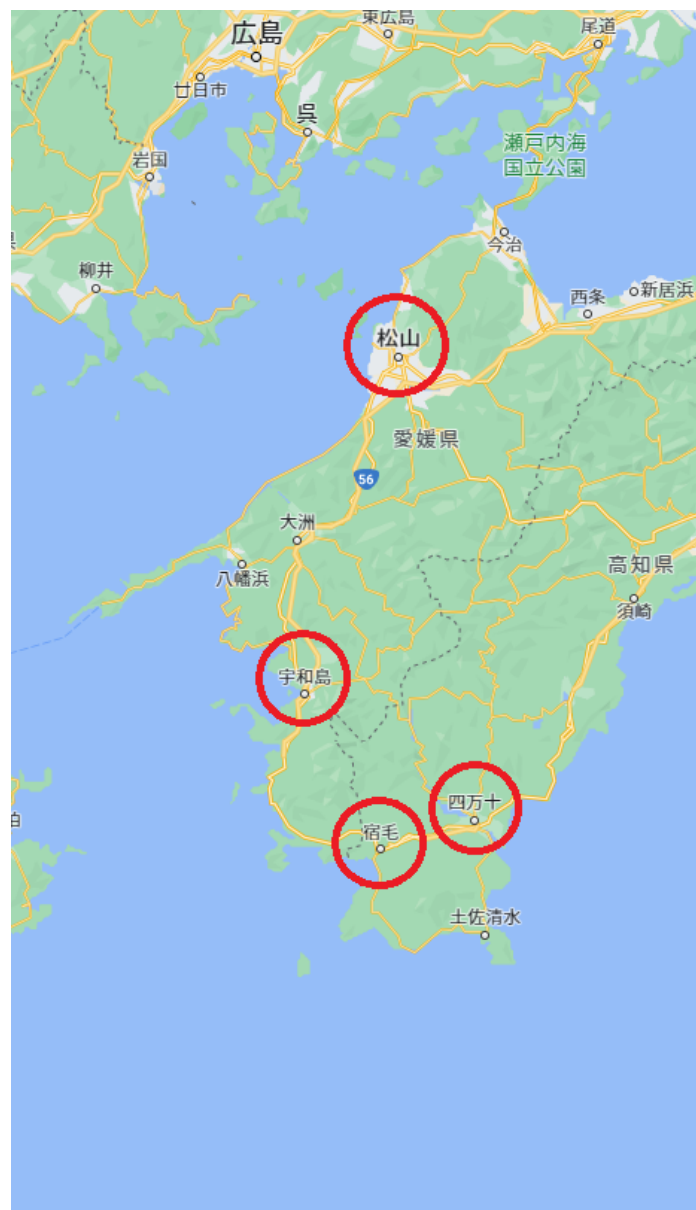 東広島
広島
尾道
廿日市
呉
瀬戸内海
国立公園
岩国
今治
柳井
西条
新居浜
松山
愛媛県
56
大洲
高知県
八幡浜
須崎
宇和島
四万十
宿毛
土佐清水